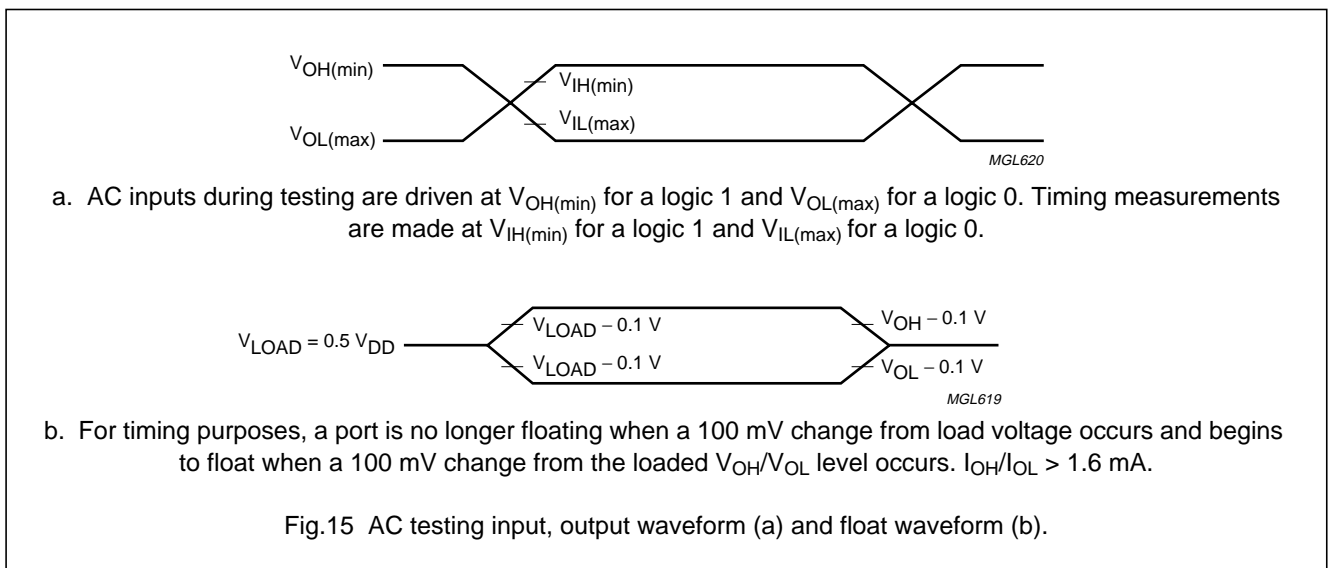 VOH(min)
VIH(min)
VIL(max)
VOL(max)
MGL620
a. AC inputs during testing are driven at VOH(min) for a logic 1 and VOL(max) for a logic 0. Timing measurements
are made at VIH(min) for a logic 1 and VIL(max) for a logic 0.
VLOAD − 0.1 V
VOH − 0.1 V
VLOAD = 0.5 VDD
VLOAD − 0.1 V
VOL − 0.1 V
MGL619
b. For timing purposes, a port is no longer floating when a 100 mV change from load voltage occurs and begins
to float when a 100 mV change from the loaded VOH/VOL level occurs. IOH/IOL > 1.6 mA.
Fig.15 AC testing input, output waveform (a) and float waveform (b).